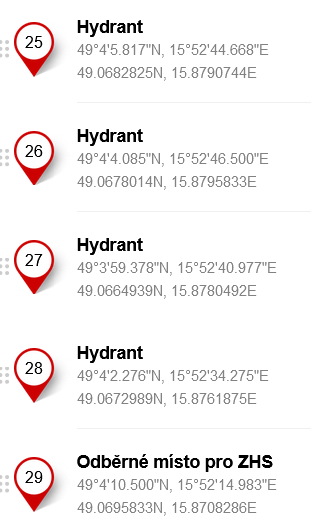 25
Hydrant
49°4'5.817"N, 15°52'44.668"E
49.0682825N, 15.8790744E
26
Hydrant
49°4'4.085"N, 15°52'46.500"E
49.0678014N, 15.8795833E
27
Hydrant
49°3'59.378"N, 15°52'40.977"E
49.0664939N, 15.8780492E
28
Hydrant
49°4'2.276"N, 15°52'34.275"E
49.0672989N, 15.8761875E
29
Odběrné místo pro ZHS
49°4'10.500"N, 15°52'14.983"E
49.0695833N, 15.8708286E